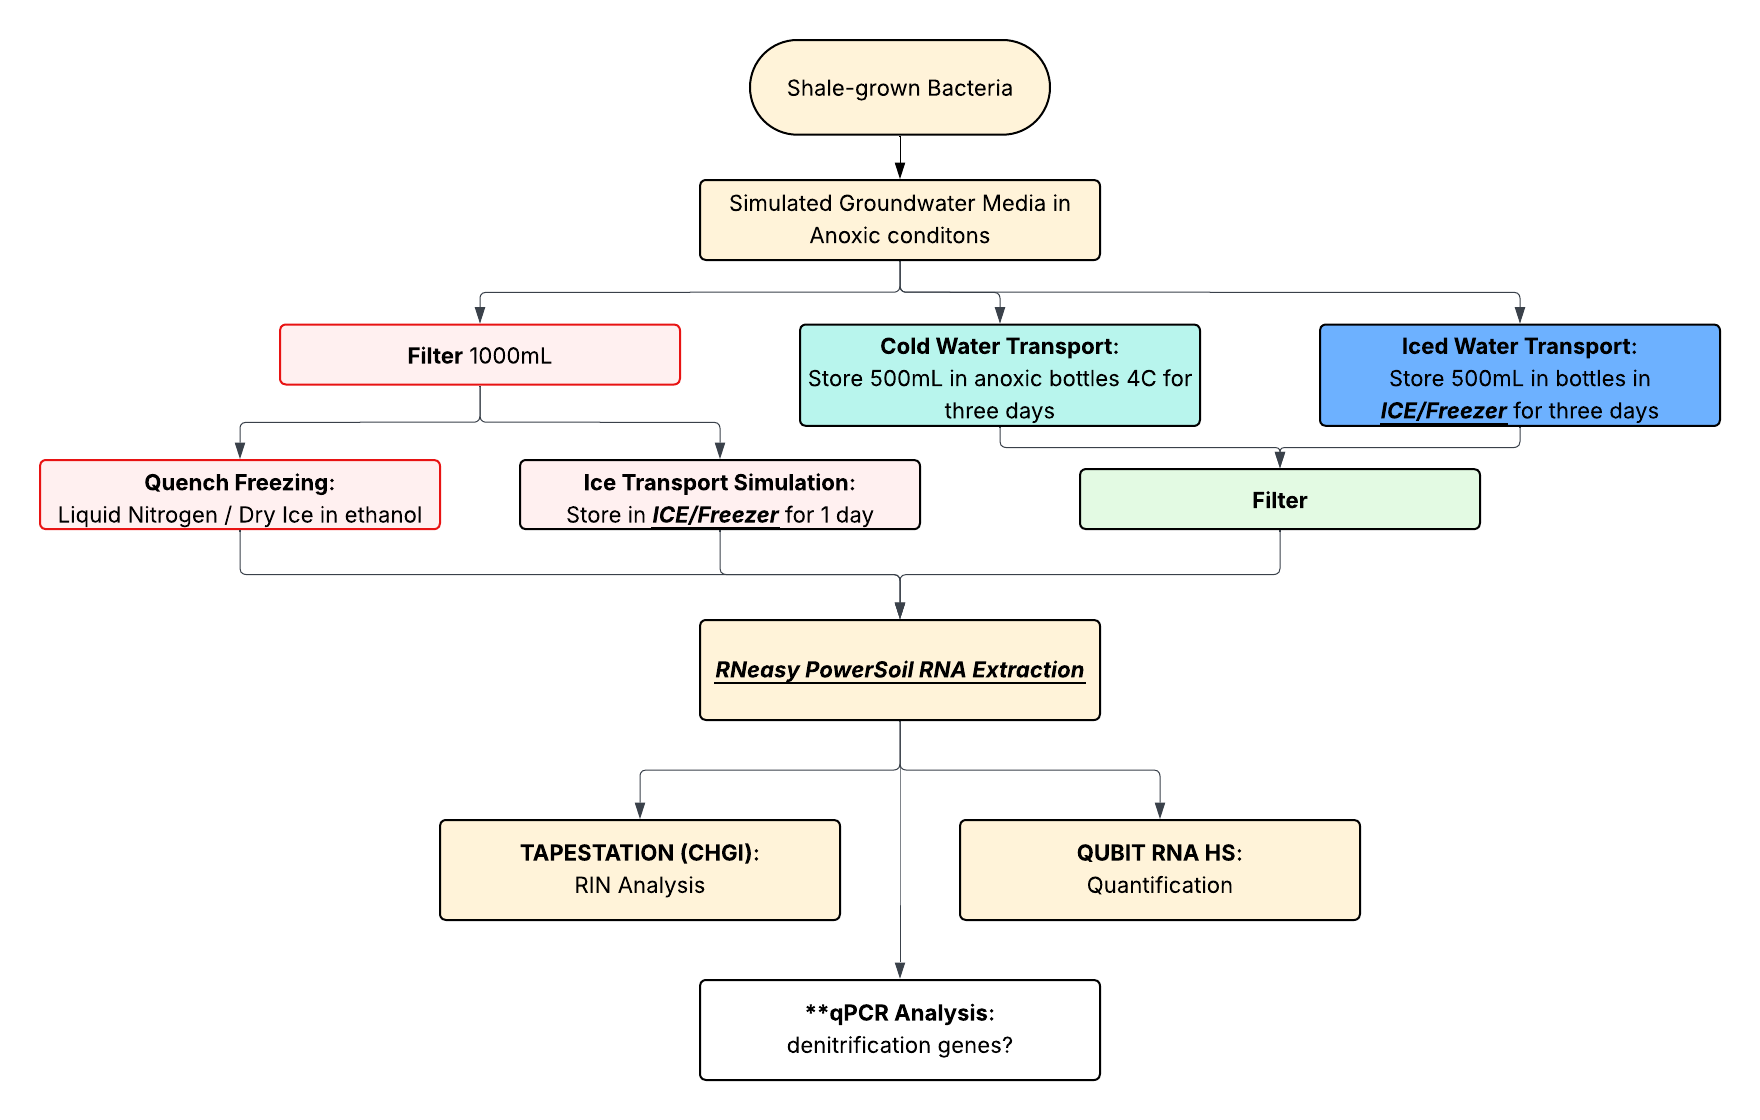 Shale-grown Bacteria
Simulated Groundwater Media in
Anoxic conditons
Filter 1000mL
Cold Water Transport:
Store 500mL in anoxic bottles 4C for
three days
Iced Water Transport:
Store 500mL in bottles in
ICE/Freezer for three days
Quench Freezing:
Liquid Nitrogen / Dry Ice in ethanol
Ice Transport Simulation:
Store in ICE/Freezer for 1 day
Filter
RNeasy PowerSoil RNA Extraction
TAPESTATION (CHGI):
RIN Analysis
QUBIT RNA HS:
Quantification
**qPCR Analysis:
denitrification genes?